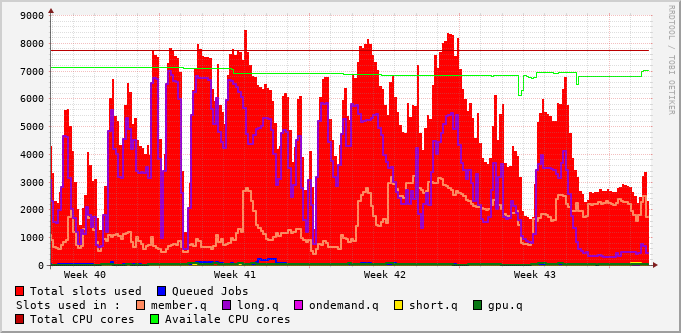 9000
8000
7000
6000
5000
4000
3000
2000
1000
0
Week 40 Week 41 Week 42 Week 43
Total slots used Queued Jobs
Slots used in : member.q long.q ondemand.q short.q gpu.q
Total CPU cores Availale CPU cores
RRDTOOL / TOBI OETIKER